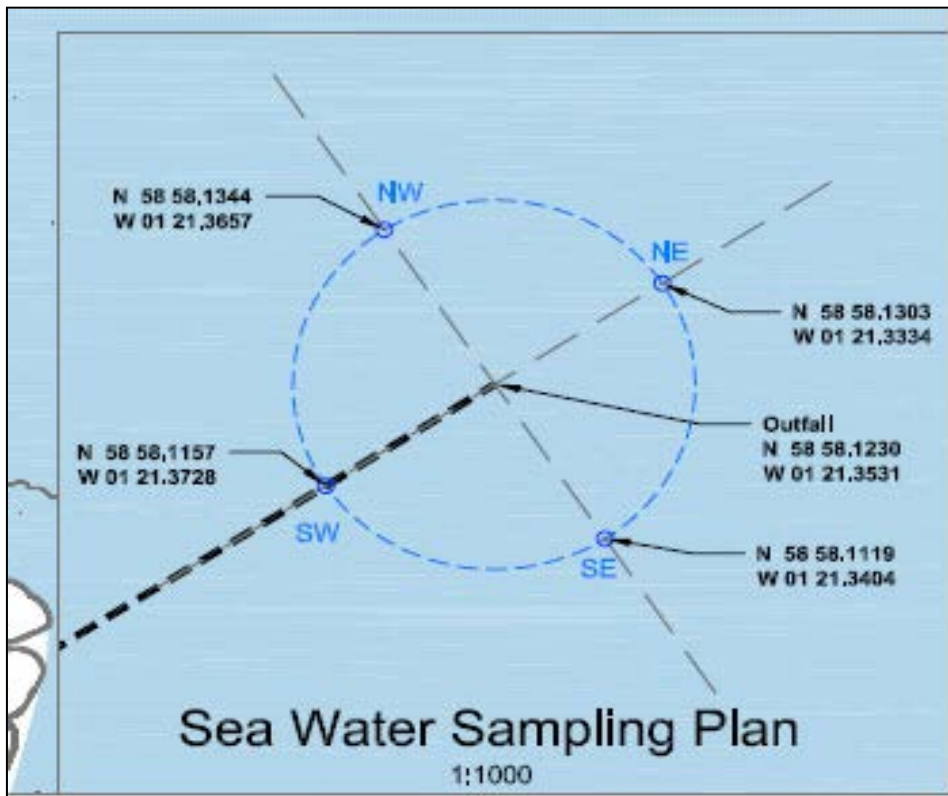 N 58 58.1344
W 01 21.3657
NW
NE
N 58 58.1303
W 01 21.3334
Outfall
N 58 58.1230
W 01 21.3531
N 58 58.1157
W 01 21.3728
SW
SE
N 58 58.1119
W 01 21.3404
Sea Water Sampling Plan
1:1000